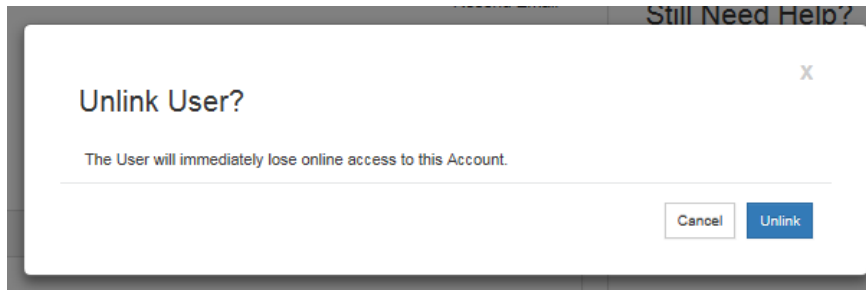 Still Need Help?
X
Unlink User?
The User will immediately lose online access to this Account.
Cancel
Unlink